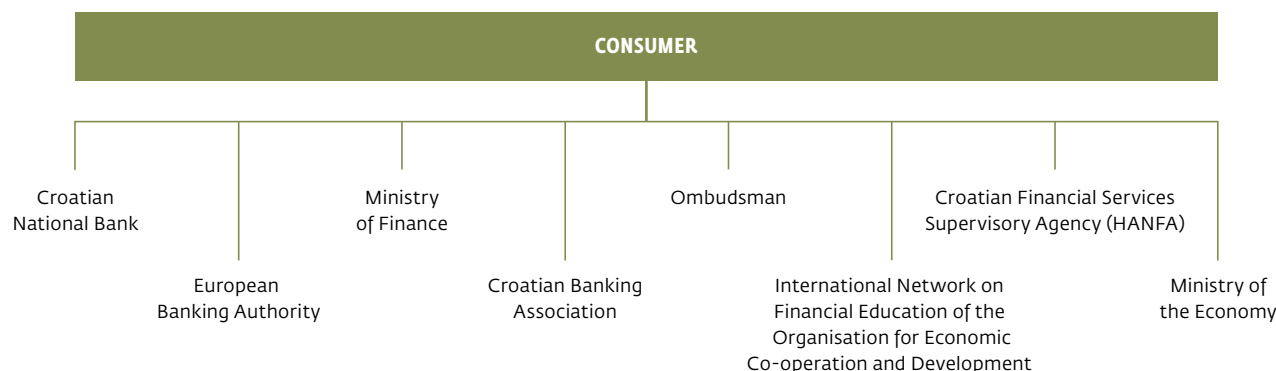 CONSUMER
Croatian
National Bank
European
Banking Authority
Ministry
of Finance
Croatian Banking
Association
Ombudsman
International Network on
Financial Education of the
Organisation for Economic
Co-operation and Development
Croatian Financial Services
Supervisory Agency (HANFA)
Ministry of
the Economy